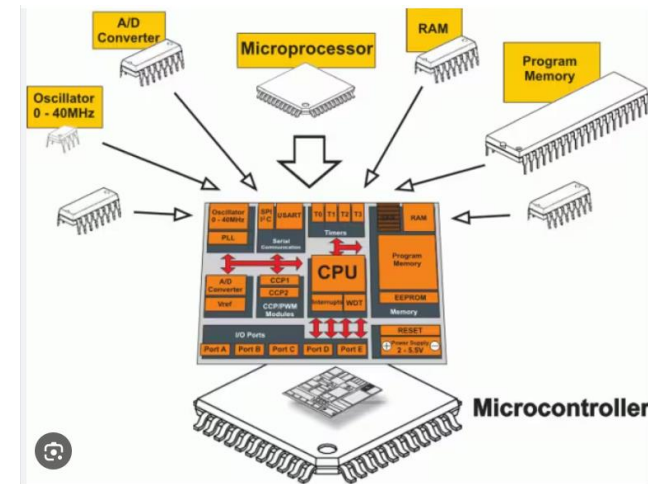 A/D
Converter
Microprocessor
RAM
Program
Memory
Oscillator
0 - 40MHz
Oscillator
0 - 40MHz
PLL
SPI
I²C
USART
Serial
Communication
T0 T1 T2 T3
Timers
RAM
Program
Memory
EEPROM
Memory
A/D
Converter
Vref
CCP1
CCP2
CCP/PWM
Modules
CPU
Interrupts
WDT
I/O Ports
Port A Port B Port C Port D Port E
RESET
Power Supply
2 - 5.5V
Microcontroller